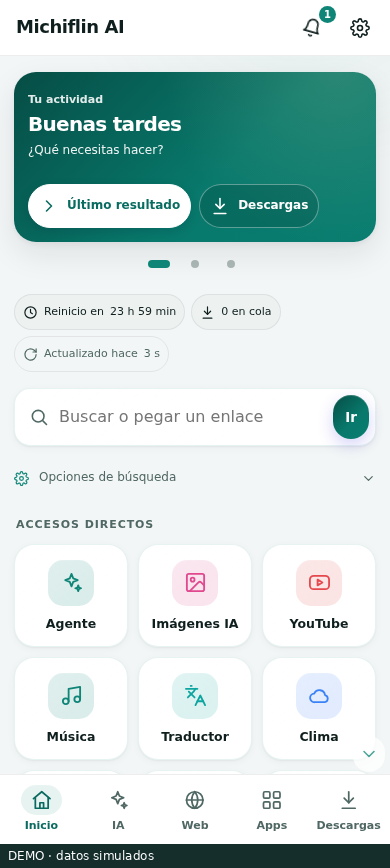 Michiflin AI
1
Tu actividad
Buenas tardes
¿Qué necesitas hacer?
Último resultado
Descargas
Reinicio en 23 h 59 min
0 en cola
Actualizado hace 3 s
Buscar o pegar un enlace
Ir
Opciones de búsqueda
ACCESOS DIRECTOS
Agente
Imágenes IA
YouTube
Música
Traductor
Clima
Inicio
IA
Web
Apps
Descargas
DEMO · datos simulados